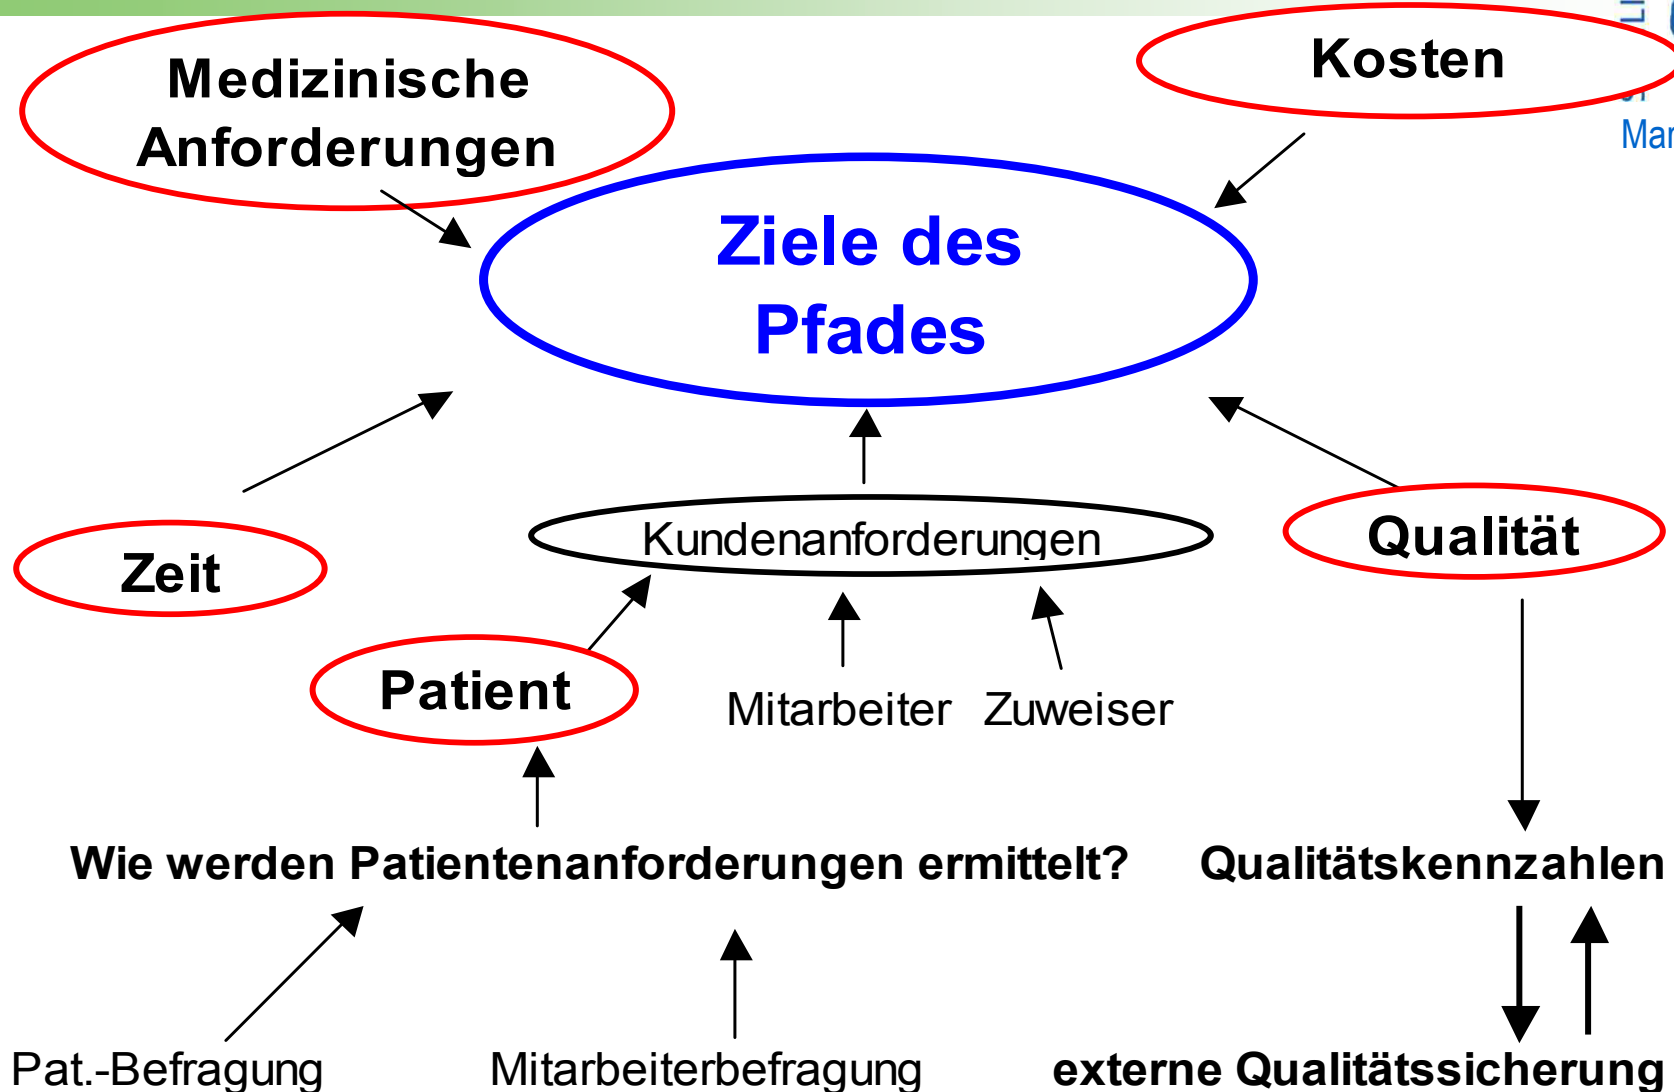 Medizinische
Anforderungen
Kosten
Mar
Ziele des
Pfades
Zeit
Kundenanforderungen
Qualität
Patient
Mitarbeiter
Zuweiser
Wie werden Patientenanforderungen ermittelt?
Qualitätskennzahlen
Pat.-Befragung
Mitarbeiterbefragung
externe Qualitätssicherung